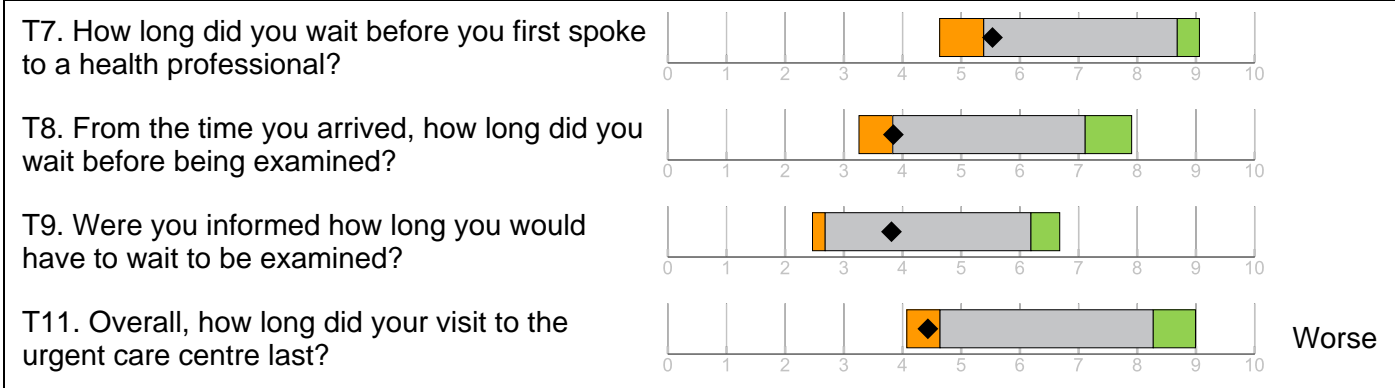 T7. How long did you wait before you first spoke
to a health professional?
0 1 2 3 4 5 6 7 8 9 10
T8. From the time you arrived, how long did you
wait before being examined?
0 1 2 3 4 5 6 7 8 9 10
T9. Were you informed how long you would
have to wait to be examined?
0 1 2 3 4 5 6 7 8 9 10
T11. Overall, how long did your visit to the
urgent care centre last?
Worse
0 1 2 3 4 5 6 7 8 9 10